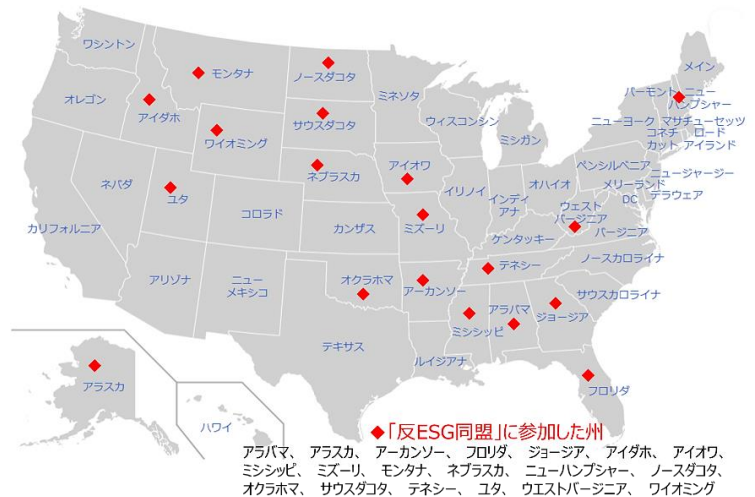 ワシントン
モンタナ
ノースダコタ
ミネソタ
メイン
オレゴン
アイダホ
ワイオミング
サウスダコタ
ウィスコンシン
ミシガン
バーモント
ニュー
ハンプシャー
ニューヨーク
マサチューセッツ
コネチ
カット
ロード
アイランド
ネバダ
ユタ
ネブラスカ
アイオワ
イリノイ
インディ
アナ
オハイオ
ペンシルベニア
ニュージャージー
メリーランド
デラウェア
DC
カリフォルニア
コロラド
カンザス
ミズーリ
ケンタッキー
ウェスト
バージニア
バージニア
アリゾナ
ニュー
メキシコ
オクラホマ
アーカンソー
テネシー
ノースカロライナ
サウスカロライナ
テキサス
ルイジアナ
ミシシッピ
アラバマ
ジョージア
フロリダ
アラスカ
ハワイ
◆「反ESG同盟」に参加した州
アラバマ、 アラスカ、 アーカンソー、 フロリダ、 ジョージア、 アイダホ、 アイオワ、
ミシシッピ、 ミズーリ、 モンタナ、 ネブラスカ、 ニューハンプシャー、 ノースダコタ、
オクラホマ、 サウスダコタ、 テネシー、 ユタ、 ウエストバージニア、 ワイオミング